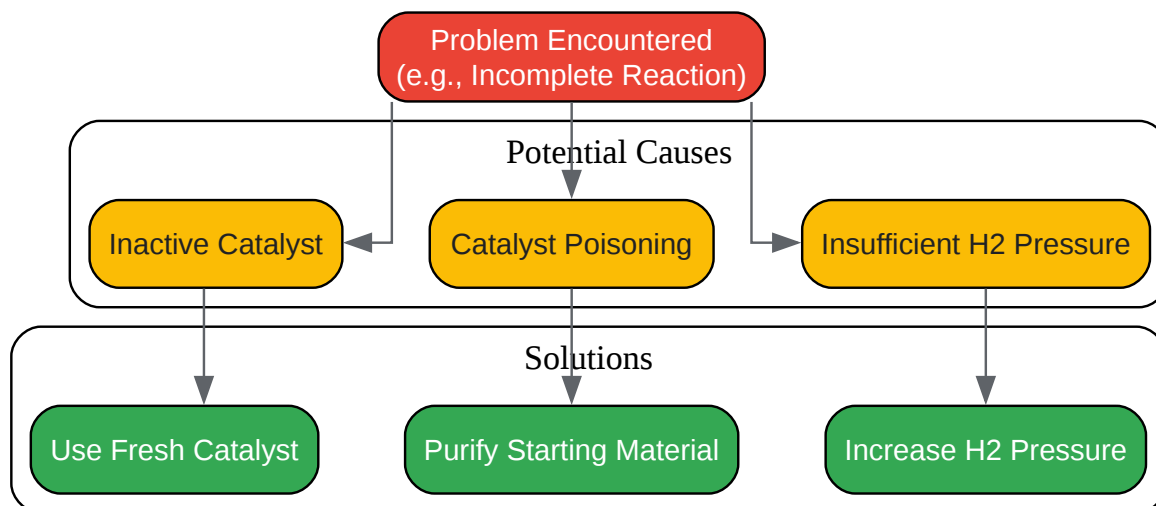 Problem Encountered
(e.g., Incomplete Reaction)
Potential Causes
Inactive Catalyst
Catalyst Poisoning
Insufficient H2 Pressure
Solutions
Use Fresh Catalyst
Purify Starting Material
Increase H2 Pressure